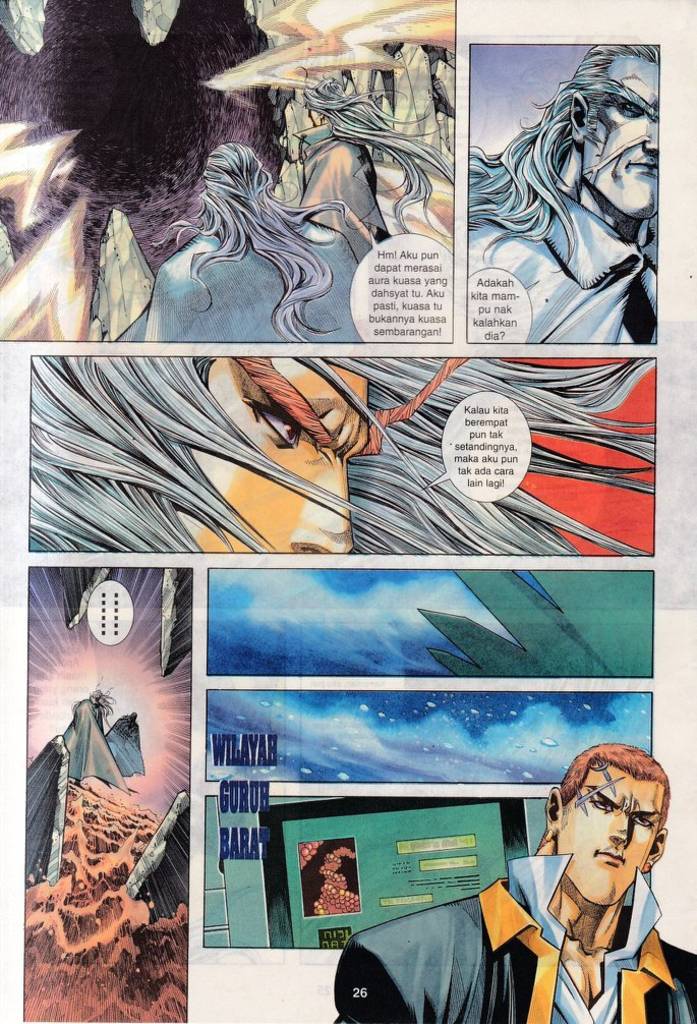 Hm! Aku pun
dapat merasai
aura kuasa yang
dahsyat tu. Aku
pasti, kuasa tu
bukannya kuasa
sembarangan!
Adakah
kita mam-
pu nak
kalahkan
dia?
Kalau kita
berempat
pun tak
setandingnya,
maka aku pun
tak ada cara
lain lagi!
WILAYAH
GURUH
BARAT
26